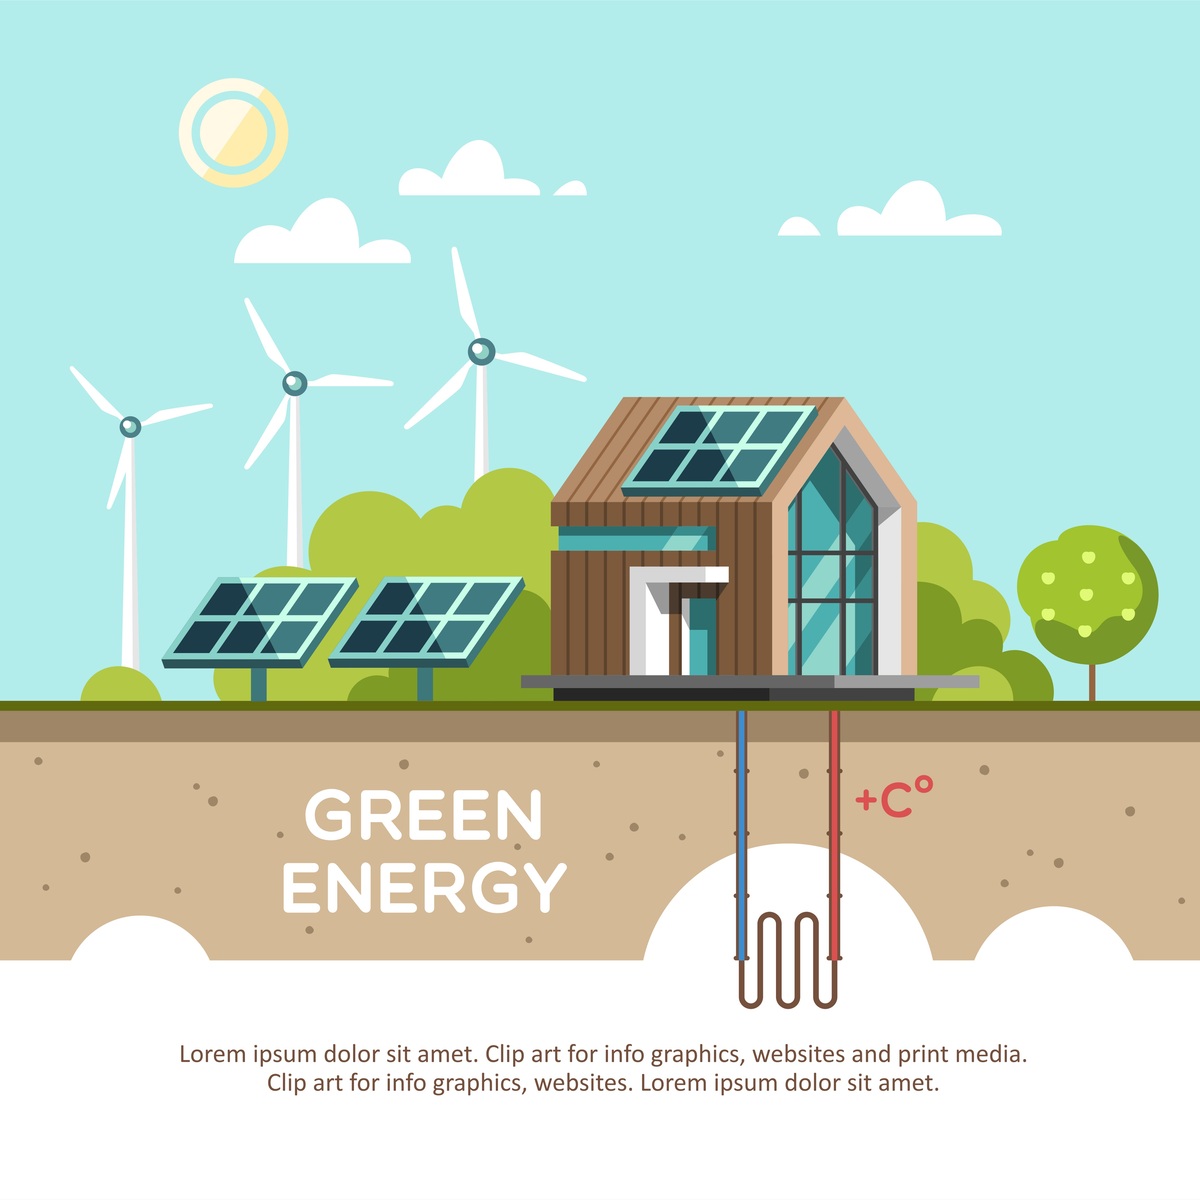 +C°
GREEN
ENERGY
Lorem ipsum dolor sit amet. Clip art for info graphics, websites and print media.
Clip art for info graphics, websites. Lorem ipsum dolor sit amet.